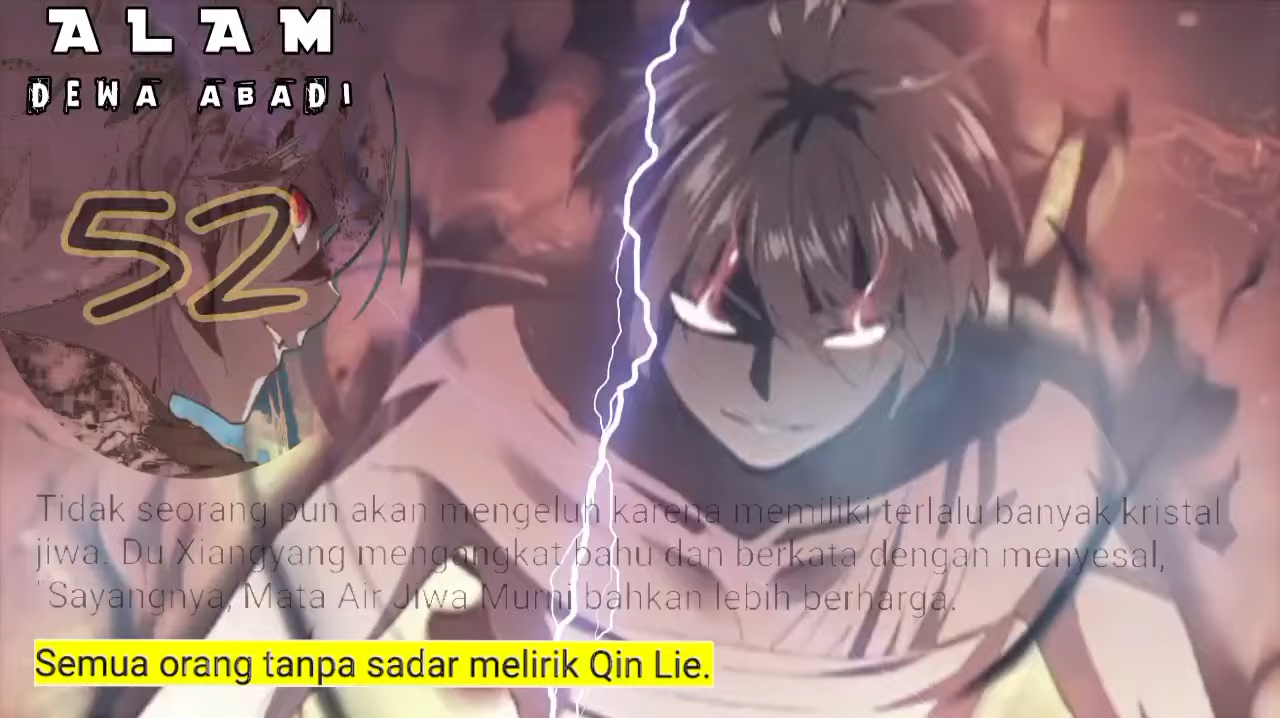 ALAM
DEWA ABADI
52
Tidak seorang pun akan mengeluh karena memiliki terlalu banyak kristal
jiwa. Du Xiangyang mengangkat bahu dan berkata dengan menyesal,
"Sayangnya, Mata Air Jiwa Murni bahkan lebih berharga.
Semua orang tanpa sadar melirik Qin Lie.